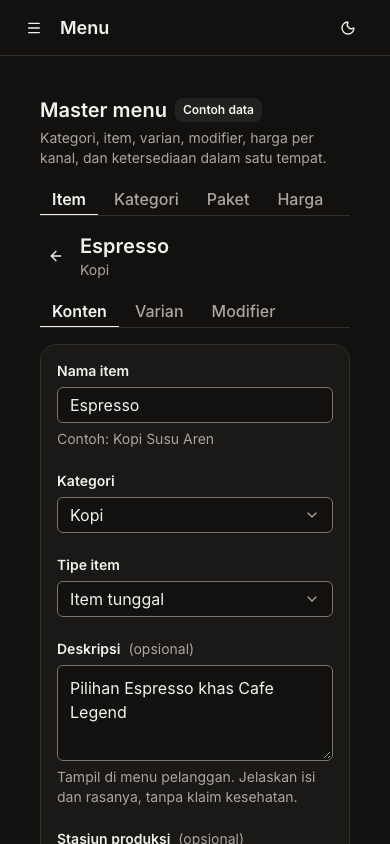 Menu
Master menu Contoh data
Kategori, item, varian, modifier, harga per
kanal, dan ketersediaan dalam satu tempat.
Item Kategori Paket Harga
Espresso
Kopi
Konten Varian Modifier
Nama item
Espresso
Contoh: Kopi Susu Aren
Kategori
Kopi
Tipe item
Item tunggal
Deskripsi (opsional)
Pilihan Espresso khas Cafe
Legend
Tampil di menu pelanggan. Jelaskan isi
dan rasanya, tanpa klaim kesehatan.
Stasiun produksi (opsional)